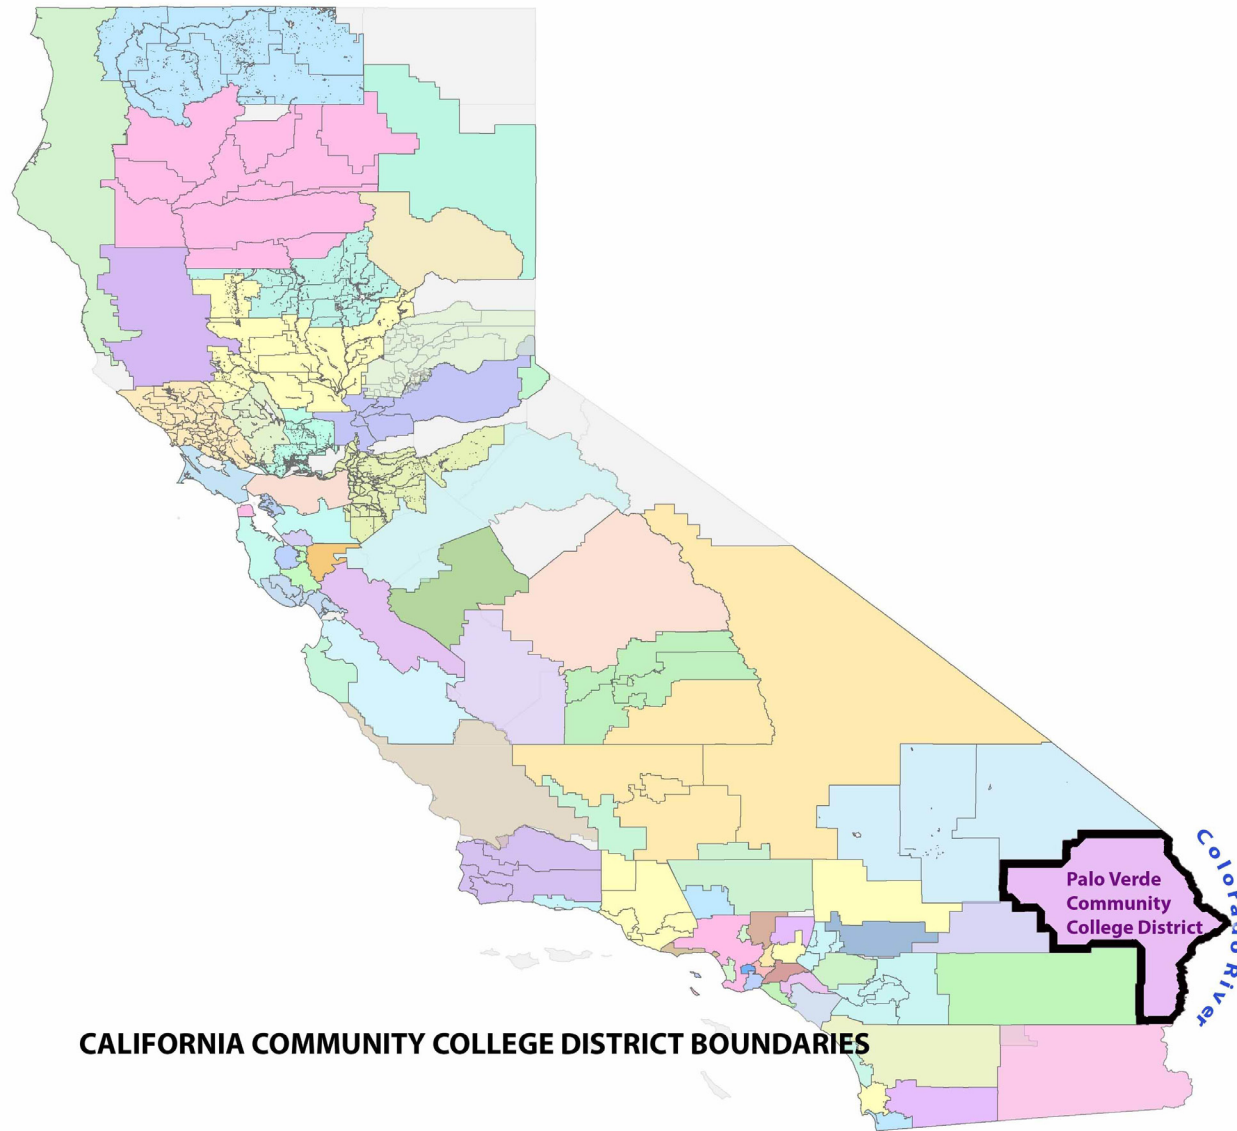 Colorado River
Palo Verde
Community
College District
CALIFORNIA COMMUNITY COLLEGE DISTRICT BOUNDARIES